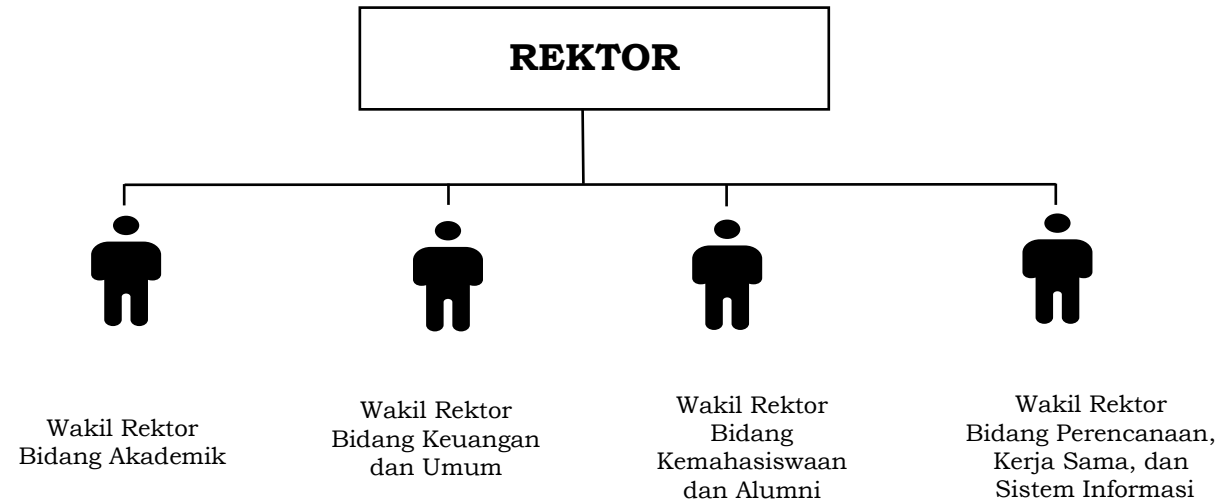 REKTOR
Wakil Rektor
Bidang Akademik
Wakil Rektor
Bidang Keuangan
dan Umum
Wakil Rektor
Bidang
Kemahasiswaan
dan Alumni
Wakil Rektor
Bidang Perencanaan,
Kerja Sama, dan
Sistem Informasi